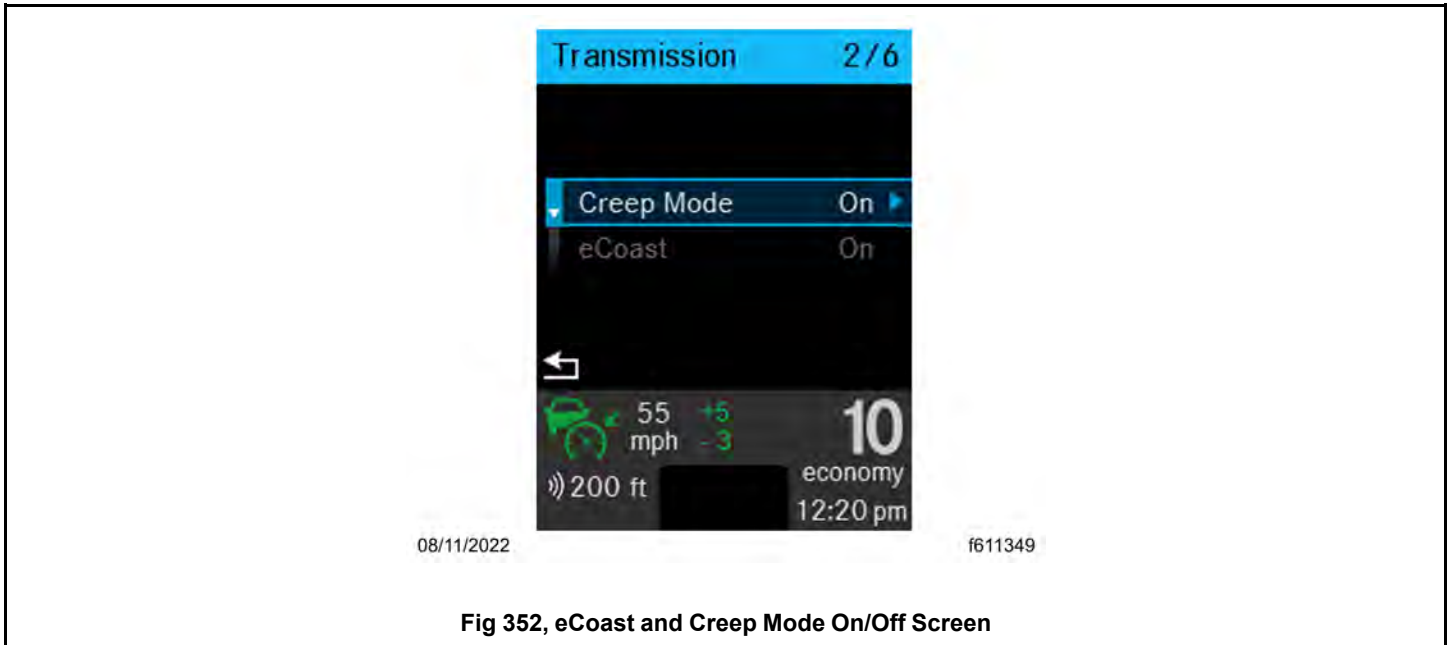 Transmission 2/6
Creep Mode On
eCoast On
55 +5
mph - 3
10
economy
200 ft
12:20 pm
08/11/2022 f611349
Fig 352, eCoast and Creep Mode On/Off Screen